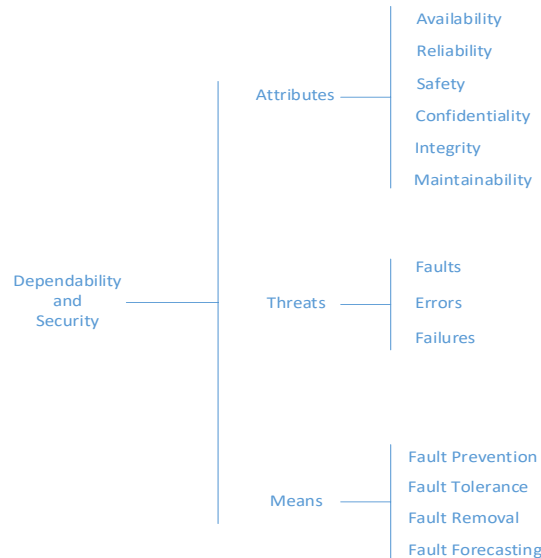 Dependability
and
Security
Attributes
Availability
Reliability
Safety
Confidentiality
Integrity
Maintainability
Threats
Faults
Errors
Failures
Means
Fault Prevention
Fault Tolerance
Fault Removal
Fault Forecasting